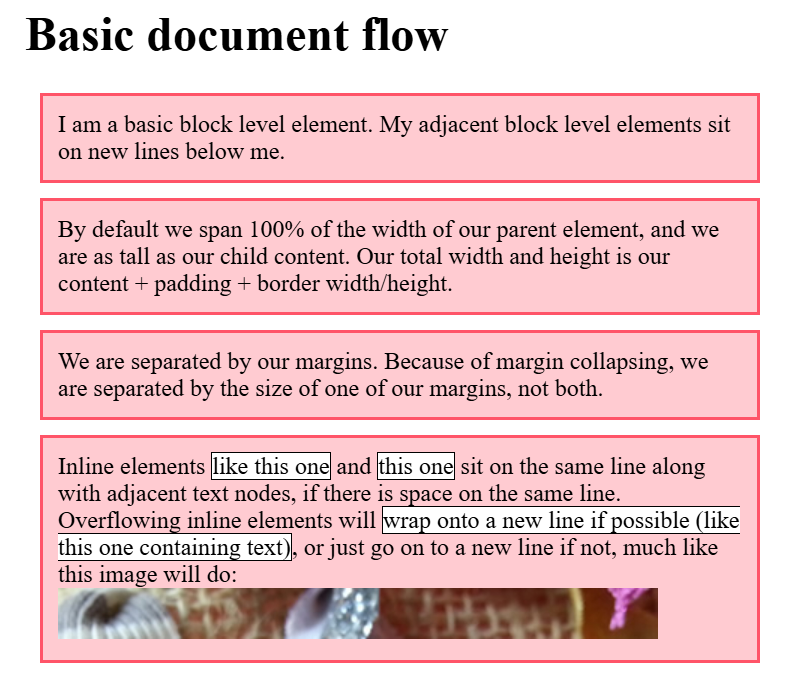 Basic document flow
I am a basic block level element. My adjacent block level elements sit
on new lines below me.
By default we span 100% of the width of our parent element, and we
are as tall as our child content. Our total width and height is our
content + padding + border width/height.
We are separated by our margins. Because of margin collapsing, we
are separated by the size of one of our margins, not both.
Inline elements like this one and this one sit on the same line along
with adjacent text nodes, if there is space on the same line.
Overflowing inline elements will wrap onto a new line if possible (like
this one containing text), or just go on to a new line if not, much like
this image will do: